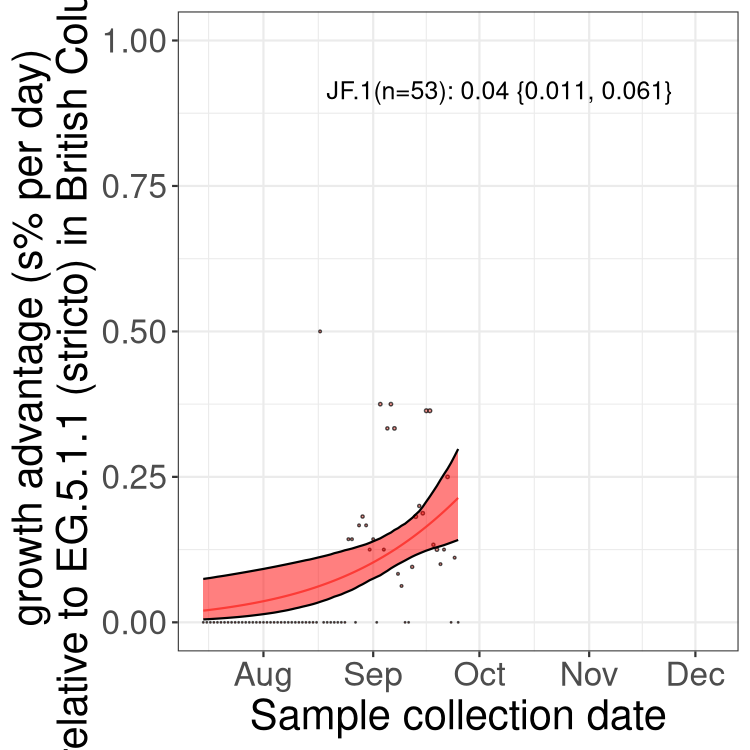 growth advantage (s% per day)
relative to EG.5.1.1 (stricto) in British Colu
1.00
0.75
0.50
0.25
0.00
JF.1(n=53): 0.04 {0.011, 0.061}
Aug Sep Oct Nov Dec
Sample collection date